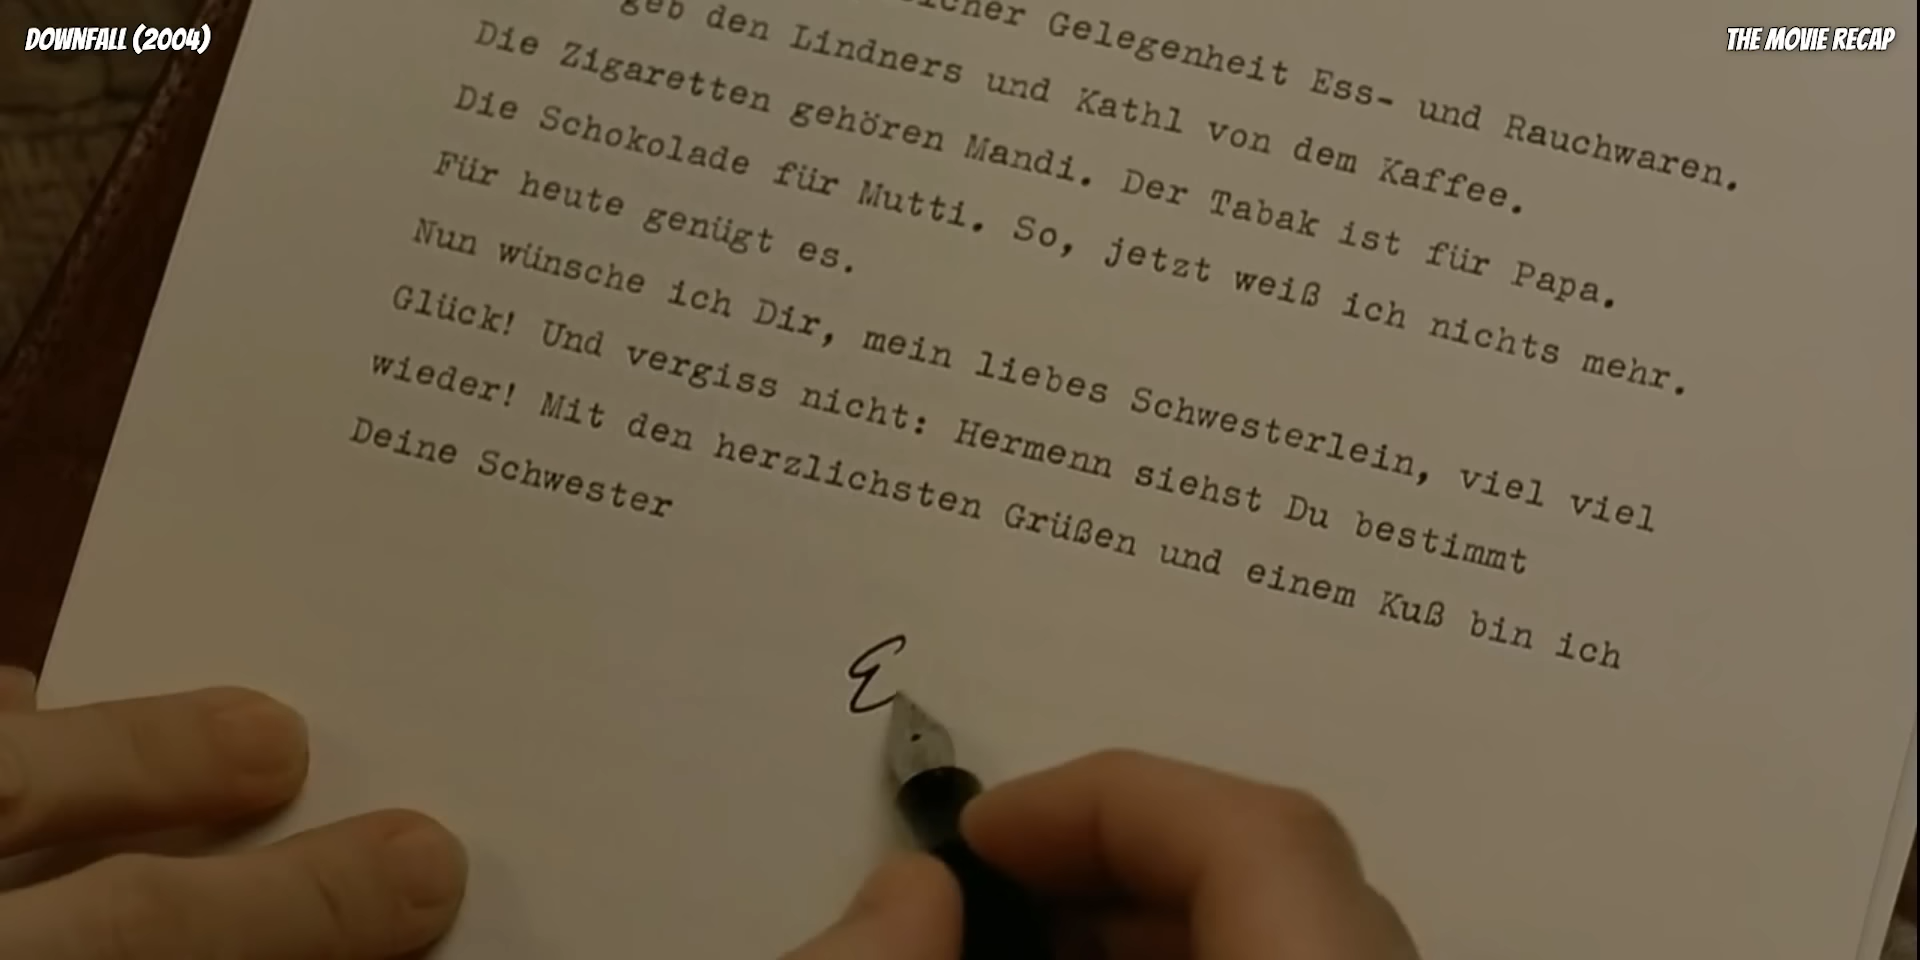 DOWNFALL (2004)
THE MOVIE RECAP
Gelegenheit Ess- und Rauchwaren.
geb den Lindners und Kathl von dem Kaffee.
Die Zigaretten gehören Mandi. Der Tabak ist für Papa.
Die Schokolade für Mutti. So, jetzt weiß ich nichts mehr.
Für heute genügt es.
Nun wünsche ich Dir, mein liebes Schwesterlein, viel viel
Glück! Und vergiss nicht: Hermenn siehst Du bestimmt
wieder! Mit den herzlichsten Grüßen und einem Kuß bin ich
Deine Schwester
E